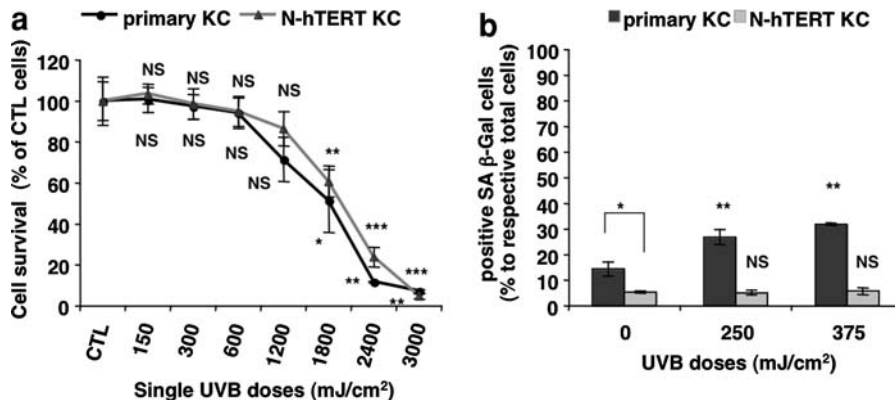 a
primary KC N-hTERT KC
Cell survival (% of CTL cells)
120
100
80
60
40
20
0
NS NS NS NS
NS NS NS NS
**
*
***
**
***
**
CTL 150 300 600 1200 1800 2400 3000
Single UVB doses (mJ/cm²)
b
primary KC N-hTERT KC
positive SA β-Gal cells
(% to respective total cells)
100
90
80
70
60
50
40
30
20
10
0
*
**
NS
**
NS
0 250 375
UVB doses (mJ/cm²)